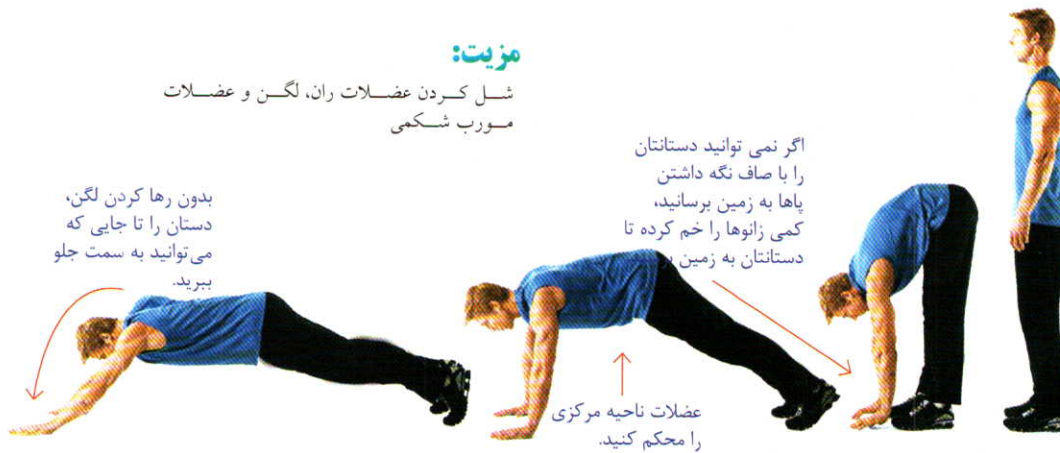 مزیت:
شل کردن عضلات ران، لگن و عضلات
مورب شکمی
اگر نمی توانید دستانتان
را با صاف نگه داشتن
پاها به زمین برسانید،
کمی زانوها را خم کرده تا
دستانتان به زمین
بدون رها کردن لگن،
دستان را تا جایی که
می‌توانید به سمت جلو
ببرید.
عضلات ناحیه مرکزی
را محکم کنید.